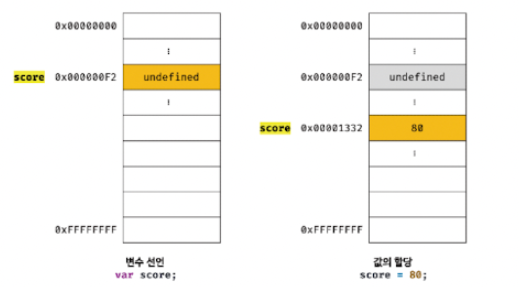 0x00000000
⋮
score 0x000000F2 undefined
⋮
0xFFFFFFFF
변수 선언
var score;
0x00000000
⋮
0x000000F2 undefined
⋮
score 0x00001332 80
⋮
0xFFFFFFFF
값의 할당
score = 80;